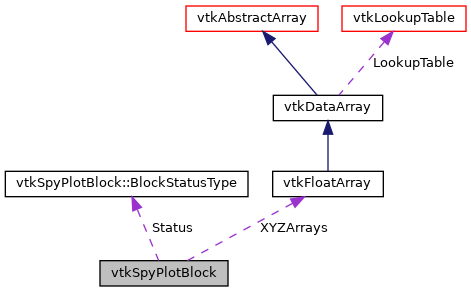 vtkAbstractArray
vtkLookupTable
LookupTable
vtkDataArray
vtkSpyPlotBlock::BlockStatusType
vtkFloatArray
Status
XYZArrays
vtkSpyPlotBlock